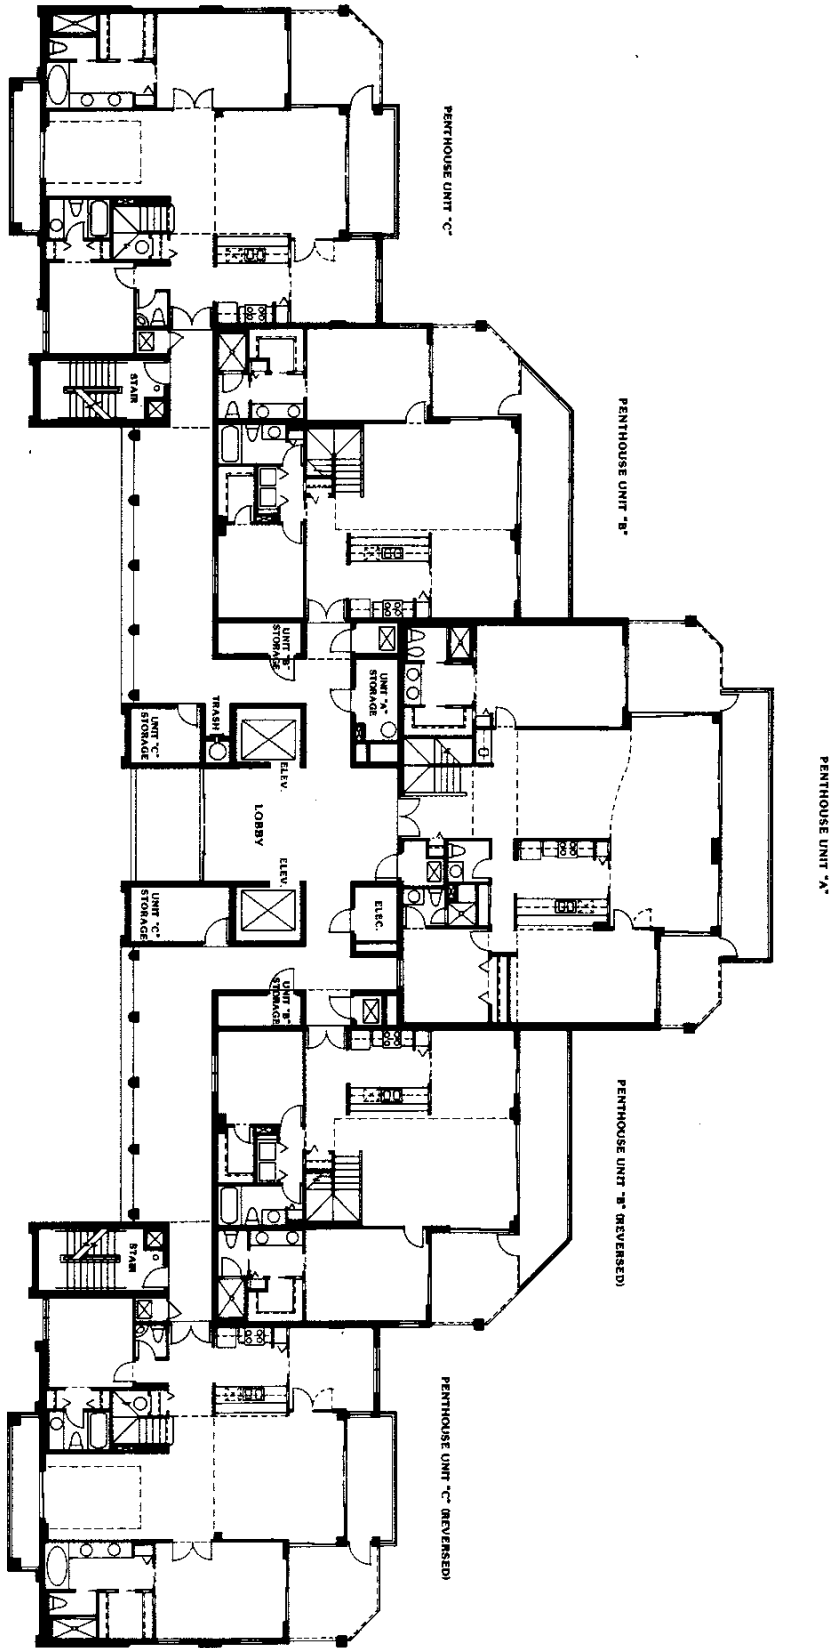 PENTHOUSE UNIT "C"
STAIR
PENTHOUSE UNIT "B"
UNIT "B"
STORAGE
UNIT "A"
STORAGE
TRASH
UNIT "C"
STORAGE
ELEV.
LOBBY
PENTHOUSE UNIT "A"
ELEV.
UNIT "C"
STORAGE
ELEC.
UNIT "B"
STORAGE
PENTHOUSE UNIT "B" (REVERSED)
STAIR
PENTHOUSE UNIT "C" (REVERSED)